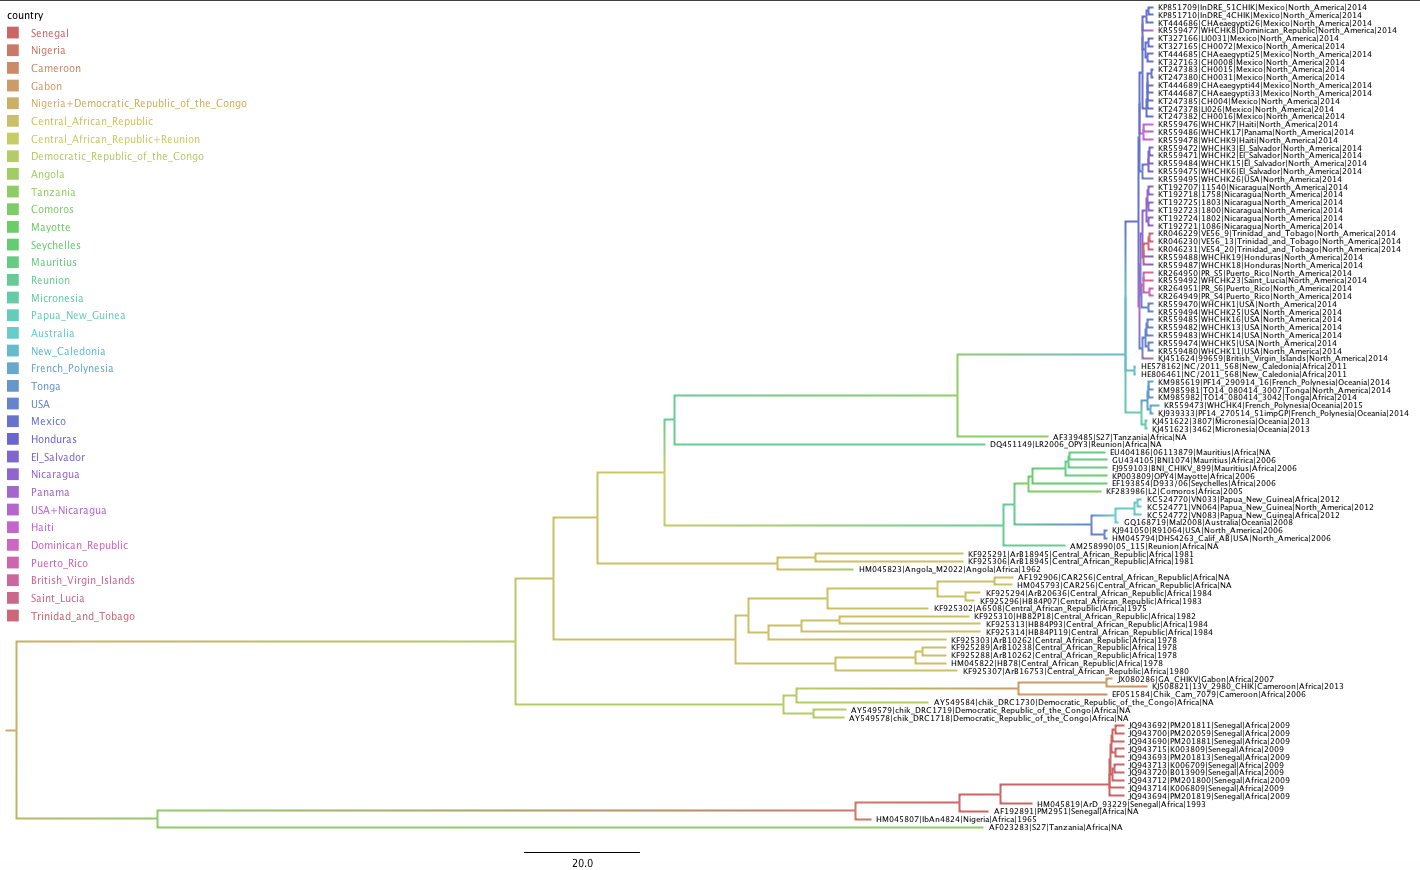 country
Senegal
Nigeria
Cameroon
Gabon
Nigeria+Democratic_Republic_of_the_Congo
Central_African_Republic
Central_African_Republic+Reunion
Democratic_Republic_of_the_Congo
Angola
Tanzania
Comoros
Mayotte
Seychelles
Mauritius
Reunion
Micronesia
Papua_New_Guinea
Australia
New_Caledonia
French_Polynesia
Tonga
USA
Mexico
Honduras
El_Salvador
Nicaragua
Panama
USA+Nicaragua
Haiti
Dominican_Republic
Puerto_Rico
British_Virgin_Islands
Saint_Lucia
Trinidad_and_Tobago
KP851709|InDRE_51CHIK|Mexico|North_America|2014
KP851710|InDRE_4CHIK|Mexico|North_America|2014
KT444686|CHAeaegypti26|Mexico|North_America|2014
KR559477|WHCHK8|Dominican_Republic|North_America|2014
KT327166|LI0031|Mexico|North_America|2014
KT327165|CH0072|Mexico|North_America|2014
KT444685|CHAeaegypti25|Mexico|North_America|2014
KT327163|CH0008|Mexico|North_America|2014
KT247383|CH0015|Mexico|North_America|2014
KT247380|CH0031|Mexico|North_America|2014
KT444689|CHAeaegypti44|Mexico|North_America|2014
KT444687|CHAeaegypti33|Mexico|North_America|2014
KT247385|CH004|Mexico|North_America|2014
KT247378|LI026|Mexico|North_America|2014
KT247382|CH0016|Mexico|North_America|2014
KR559476|WHCHK7|Haiti|North_America|2014
KR559486|WHCHK17|Panama|North_America|2014
KR559478|WHCHK9|Haiti|North_America|2014
KR559472|WHCHK3|El_Salvador|North_America|2014
KR559471|WHCHK2|El_Salvador|North_America|2014
KR559484|WHCHK15|El_Salvador|North_America|2014
KR559475|WHCHK6|El_Salvador|North_America|2014
KR559495|WHCHK26|USA|North_America|2014
KT192707|11540|Nicaragua|North_America|2014
KT192718|1758|Nicaragua|North_America|2014
KT192725|1803|Nicaragua|North_America|2014
KT192723|1800|Nicaragua|North_America|2014
KT192724|1802|Nicaragua|North_America|2014
KT192721|1086|Nicaragua|North_America|2014
KR046229|VE56_9|Trinidad_and_Tobago|North_America|2014
KR046230|VE56_13|Trinidad_and_Tobago|North_America|2014
KR046231|VE54_20|Trinidad_and_Tobago|North_America|2014
KR559488|WHCHK19|Honduras|North_America|2014
KR559487|WHCHK18|Honduras|North_America|2014
KR264950|PR_S5|Puerto_Rico|North_America|2014
KR559492|WHCHK23|Saint_Lucia|North_America|2014
KR264951|PR_S6|Puerto_Rico|North_America|2014
KR264949|PR_S4|Puerto_Rico|North_America|2014
KR559470|WHCHK1|USA|North_America|2014
KR559494|WHCHK25|USA|North_America|2014
KR559485|WHCHK16|USA|North_America|2014
KR559482|WHCHK13|USA|North_America|2014
KR559483|WHCHK14|USA|North_America|2014
KR559474|WHCHK5|USA|North_America|2014
KR559480|WHCHK11|USA|North_America|2014
KJ451624|99659|British_Virgin_Islands|North_America|2014
HE578162|NC/2011_568|New_Caledonia|Africa|2011
HE806461|NC/2011_568|New_Caledonia|Africa|2011
KM985619|PF14_290914_16|French_Polynesia|Oceania|2014
KM985981|TO14_080414_3007|Tonga|North_America|2014
KM985982|TO14_080414_3042|Tonga|Africa|2014
KR559473|WHCHK4|French_Polynesia|Oceania|2015
KJ939333|PF14_270514_51impGP|French_Polynesia|Oceania|2014
KJ451622|3807|Micronesia|Oceania|2013
KJ451623|3462|Micronesia|Oceania|2013
AF339485|S27|Tanzania|Africa|NA
DQ451149|LR2006_OPY3|Reunion|Africa|NA
EU404186|06113879|Mauritius|Africa|NA
GU434105|BNI1074|Mauritius|Africa|2006
FJ959103|BNI_CHIKV_899|Mauritius|Africa|2006
KP003809|OPY4|Mayotte|Africa|2006
EF193854|D933/06|Seychelles|Africa|2006
KF283986|L2|Comoros|Africa|2005
KC524770|VN033|Papua_New_Guinea|Africa|2012
KC524771|VN064|Papua_New_Guinea|North_America|2012
KC524772|VN083|Papua_New_Guinea|Africa|2012
GQ168719|Mal2008|Australia|Oceania|2008
KJ941050|R91064|USA|North_America|2006
HM045794|DHS4263_Calif_AB|USA|North_America|2006
AM258990|05_115|Reunion|Africa|NA
KF925291|ArB18945|Central_African_Republic|Africa|1981
KF925306|ArB18945|Central_African_Republic|Africa|1981
HM045823|Angola_M2022|Angola|Africa|1962
AF192906|CAR256|Central_African_Republic|Africa|NA
HM045793|CAR256|Central_African_Republic|Africa|NA
KF925294|ArB20636|Central_African_Republic|Africa|1984
KF925296|HB84P07|Central_African_Republic|Africa|1983
KF925302|A6508|Central_African_Republic|Africa|1975
KF925310|HB82P18|Central_African_Republic|Africa|1982
KF925313|HB84P93|Central_African_Republic|Africa|1984
KF925314|HB84P119|Central_African_Republic|Africa|1984
KF925303|ArB10262|Central_African_Republic|Africa|1978
KF925289|ArB10238|Central_African_Republic|Africa|1978
KF925288|ArB10262|Central_African_Republic|Africa|1978
HM045822|HB78|Central_African_Republic|Africa|1978
KF925307|ArB16753|Central_African_Republic|Africa|1980
JX080286|GA_CHIKV|Gabon|Africa|2007
KJ508821|13V_2980_CHIK|Cameroon|Africa|2013
EF051584|Chik_Cam_7079|Cameroon|Africa|2006
AY549584|chik_DRC1730|Democratic_Republic_of_the_Congo|Africa|NA
AY549579|chik_DRC1719|Democratic_Republic_of_the_Congo|Africa|NA
AY549578|chik_DRC1718|Democratic_Republic_of_the_Congo|Africa|NA
JQ943692|PM201811|Senegal|Africa|2009
JQ943700|PM202059|Senegal|Africa|2009
JQ943690|PM201881|Senegal|Africa|2009
JQ943715|K003809|Senegal|Africa|2009
JQ943693|PM201813|Senegal|Africa|2009
JQ943713|K006709|Senegal|Africa|2009
JQ943720|B013909|Senegal|Africa|2009
JQ943712|PM201800|Senegal|Africa|2009
JQ943714|K006809|Senegal|Africa|2009
JQ943694|PM201819|Senegal|Africa|2009
HM045819|ArD_93229|Senegal|Africa|1993
AF192891|PM2951|Senegal|Africa|NA
HM045807|IbAn4824|Nigeria|Africa|1965
AF023283|S27|Tanzania|Africa|NA
20.0